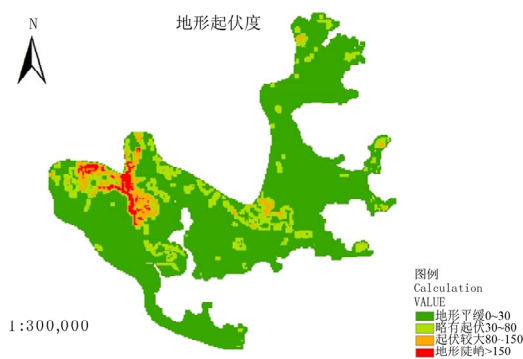 地形起伏度
N
1:300,000
图例
Calculation
VALUE
地形平缓0~30
略有起伏30~80
起伏较大80~150
地形陡峭>150